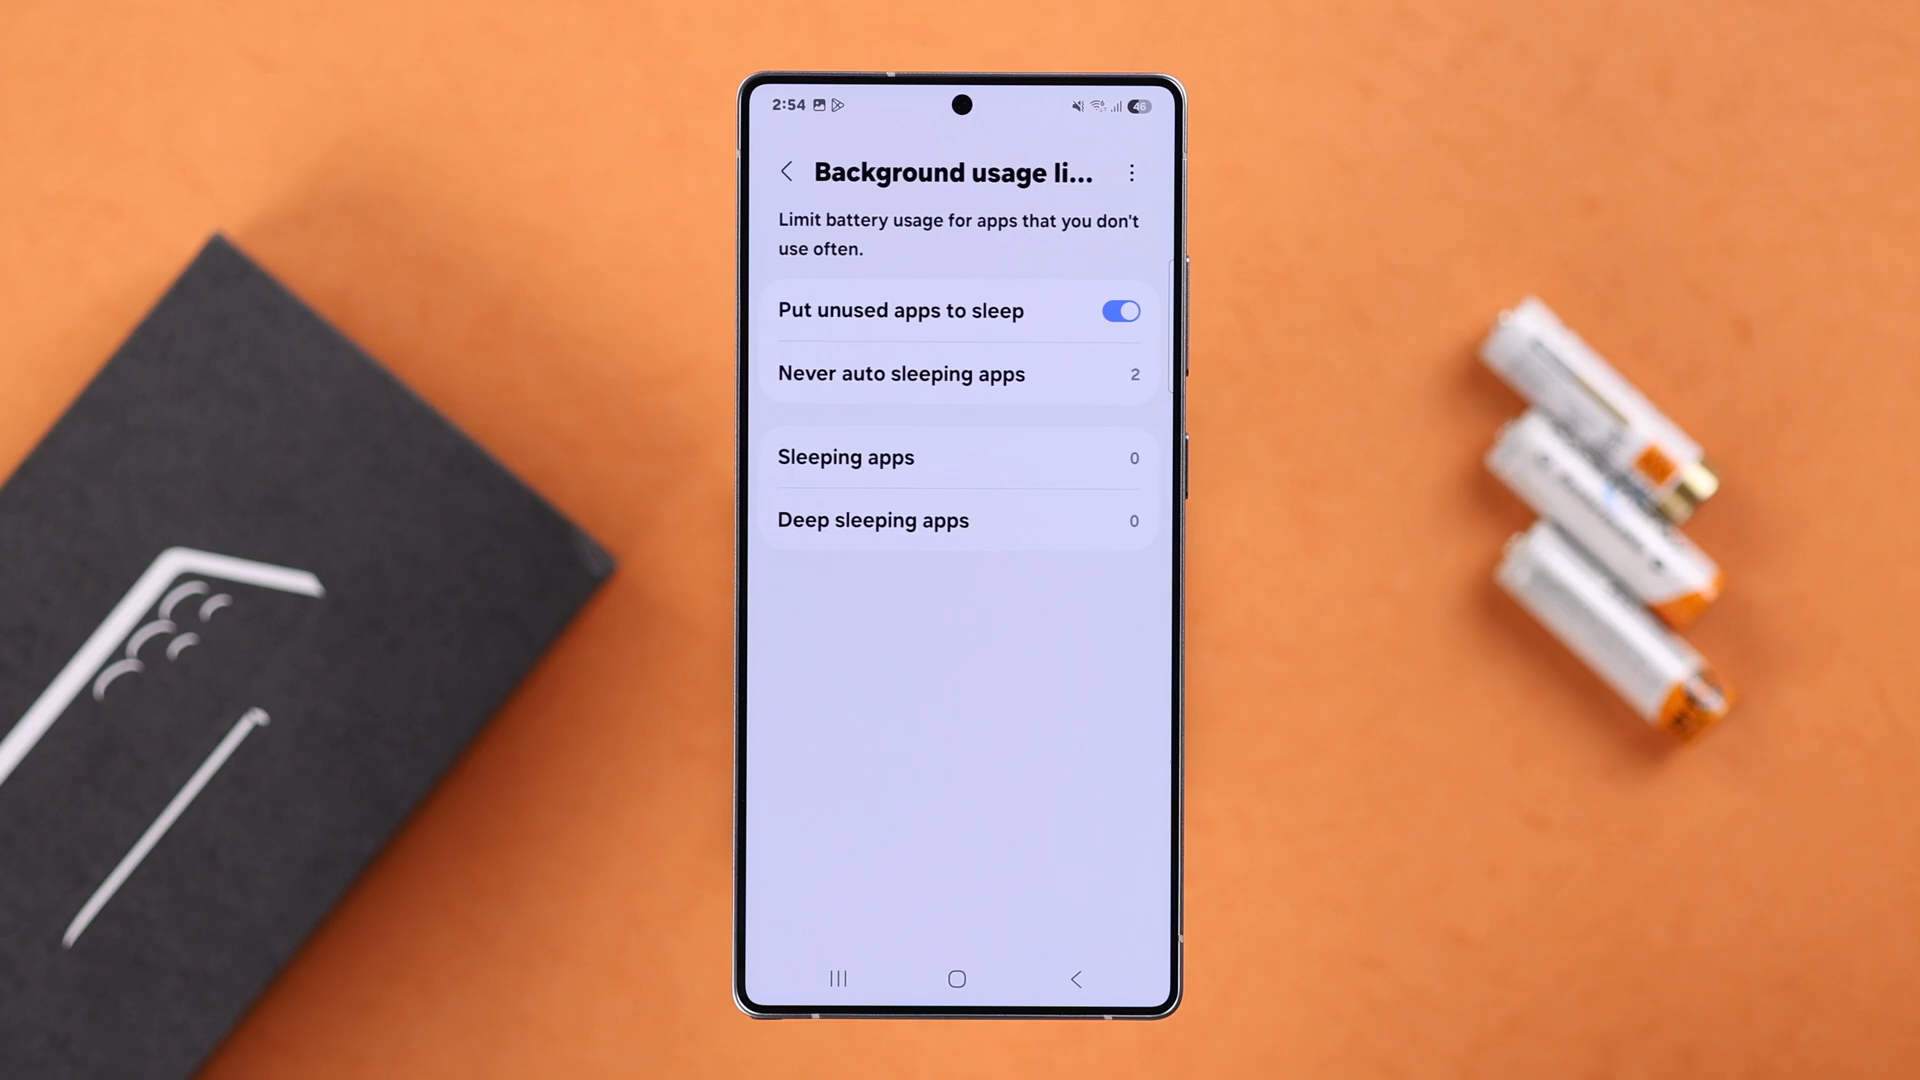 2:54
46
Background usage li...
Limit battery usage for apps that you don't
use often.
Put unused apps to sleep
Never auto sleeping apps 2
Sleeping apps 0
Deep sleeping apps 0